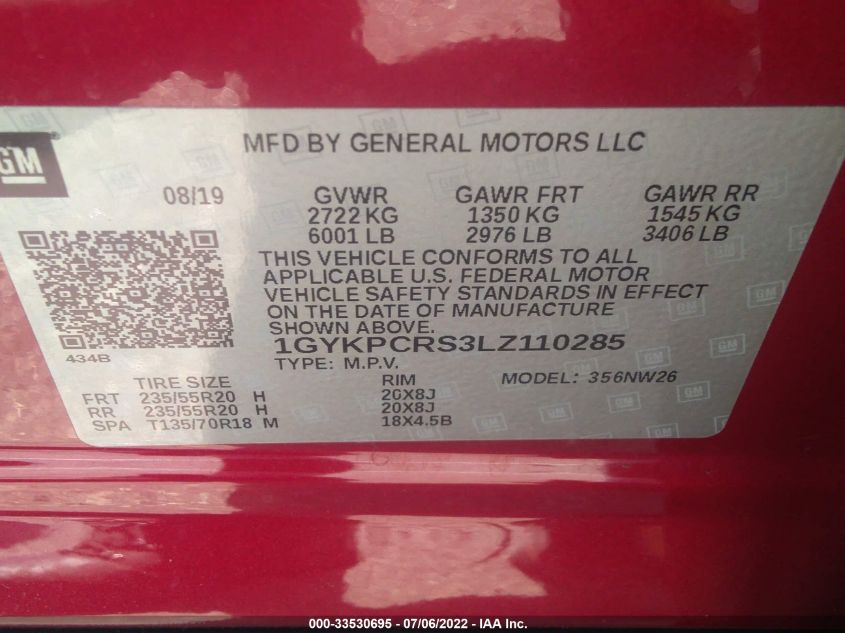 GM
MFD BY GENERAL MOTORS LLC
08/19 GVWR GAWR FRT GAWR RR
2722 KG 1350 KG 1545 KG
6001 LB 2976 LB 3406 LB
THIS VEHICLE CONFORMS TO ALL
APPLICABLE U.S. FEDERAL MOTOR
VEHICLE SAFETY STANDARDS IN EFFECT
ON THE DATE OF MANUFACTURE
SHOWN ABOVE.
434B
1GYKPCRS3LZ110285
TYPE: M.P.V. MODEL: 356NW26
TIRE SIZE RIM
FRT 235/55R20 H 20X8J
RR 235/55R20 H 20X8J
SPA T135/70R18 M 18X4.5B
000-33530695 - 07/06/2022 - IAA Inc.